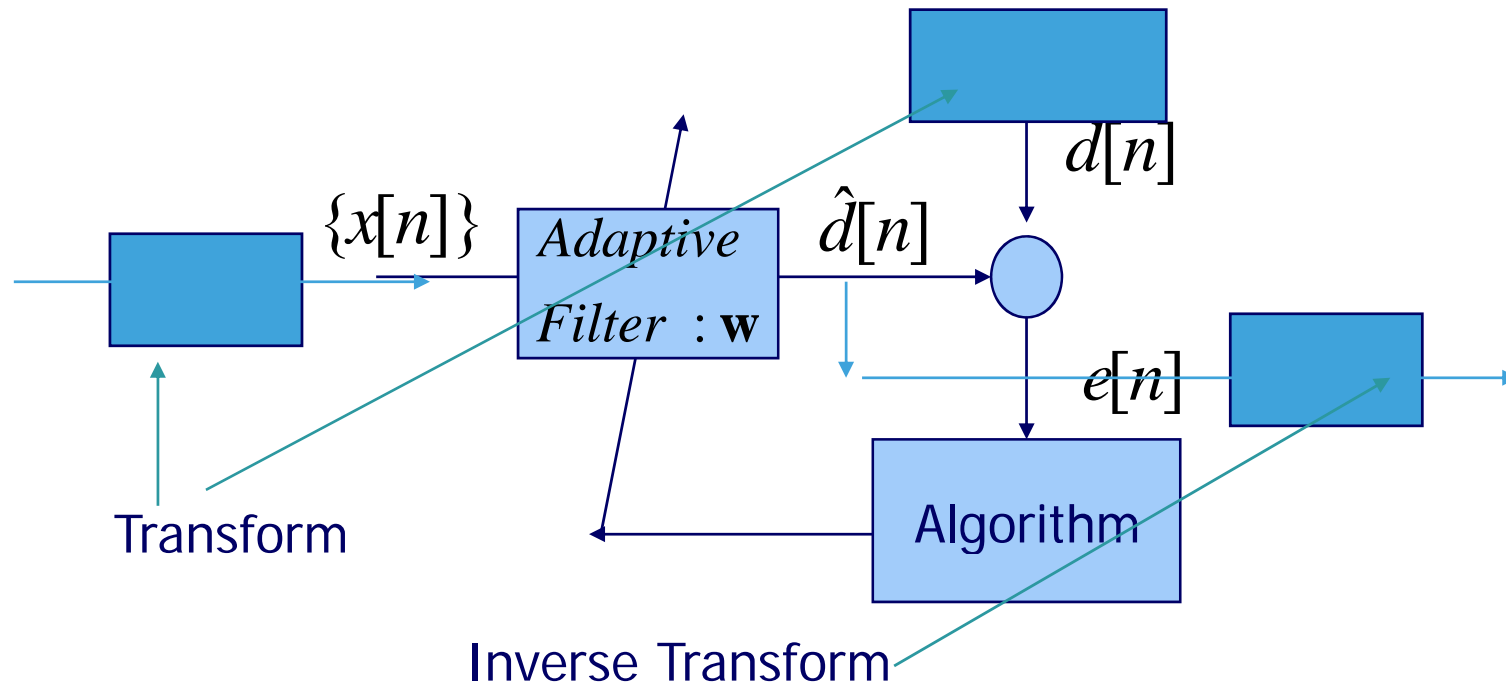 d[n]
{x[n]}
Adaptive
Filter : w
d̂[n]
e[n]
Transform
Algorithm
Inverse Transform